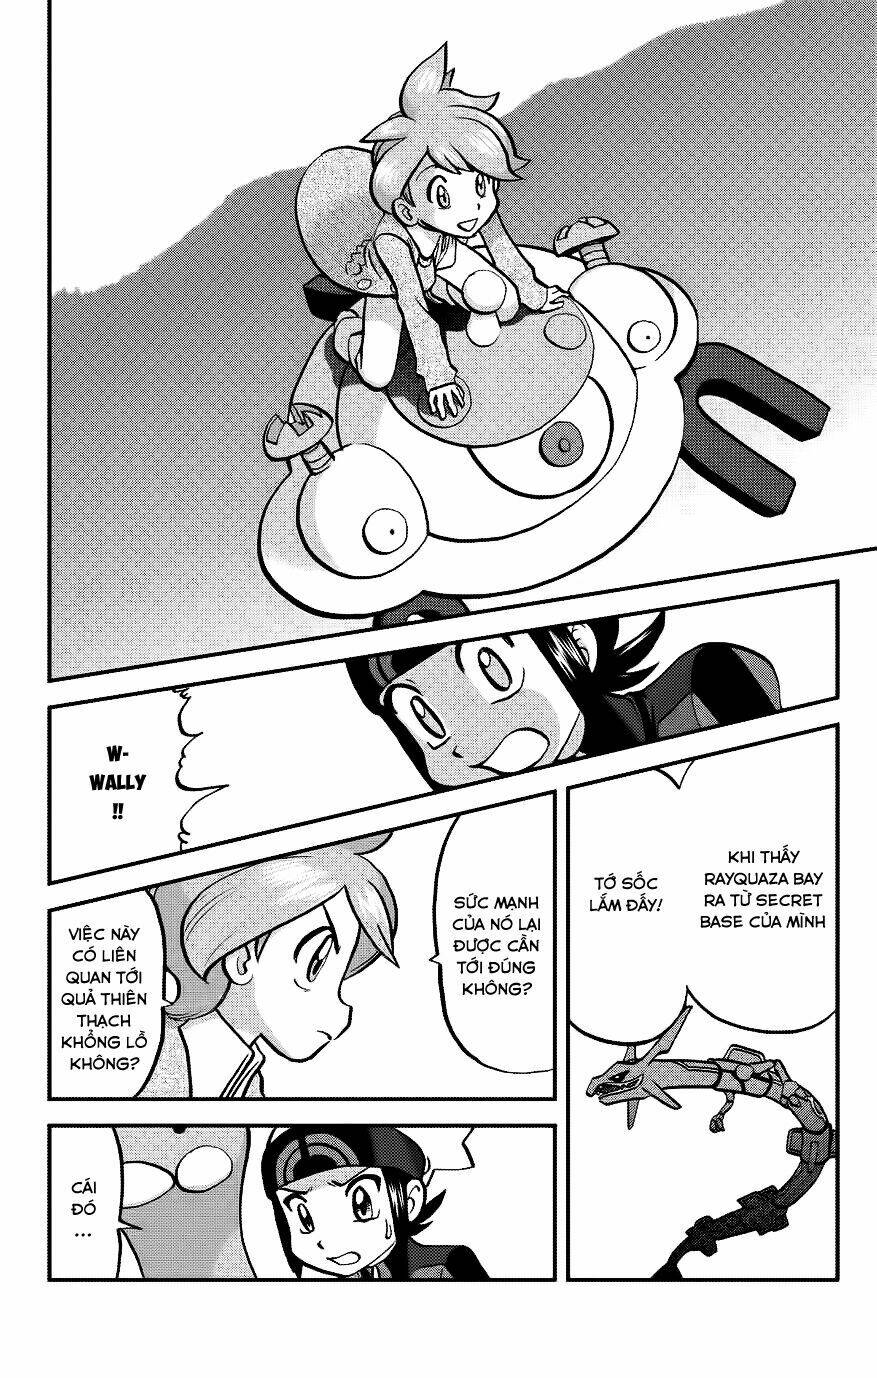 W-
WALLY
!!
KHI THẤY
RAYQUAZA BAY
RA TỪ SECRET
BASE CỦA MÌNH
TỚ SỐC
LẮM ĐẤY!
SỨC MẠNH
CỦA NÓ LẠI
ĐƯỢC CẦN
TỚI ĐÚNG
KHÔNG?
VIỆC NÀY
CÓ LIÊN
QUAN TỚI
QUẢ THIÊN
THẠCH
KHỔNG LỒ
KHÔNG?
CÁI
ĐÓ
...